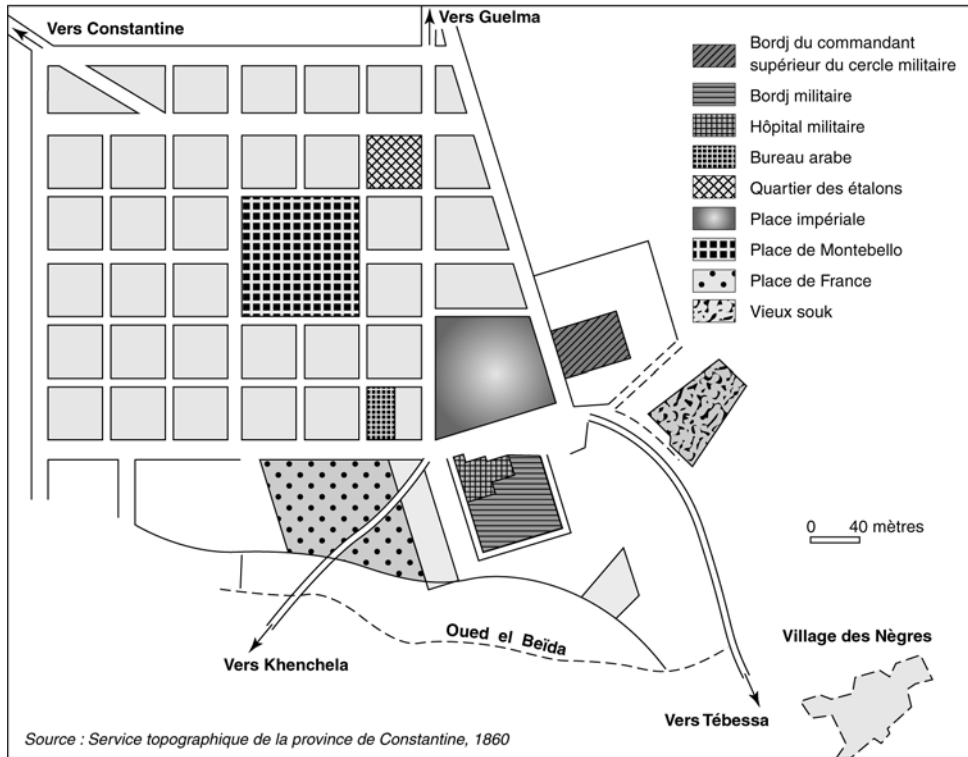 Vers Constantine
Vers Guelma
Bordj du commandant
supérieur du cercle militaire
Bordj militaire
Hôpital militaire
Bureau arabe
Quartier des étalons
Place impériale
Place de Montebello
Place de France
Vieux souk
0 40 mètres
Oued el Beïda
Village des Nègres
Vers Khenchela
Vers Tébessa
Source : Service topographique de la province de Constantine, 1860